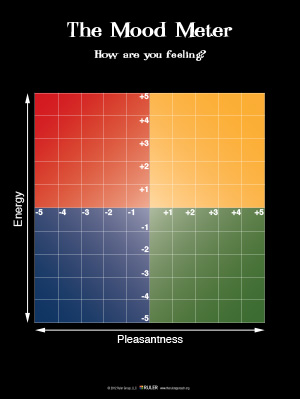 The Mood Meter
How are you feeling?
+5
+4
+3
+2
+1
-5 -4 -3 -2 -1 +1 +2 +3 +4 +5
-1
-2
-3
-4
-5
Energy
Pleasantness
RULER